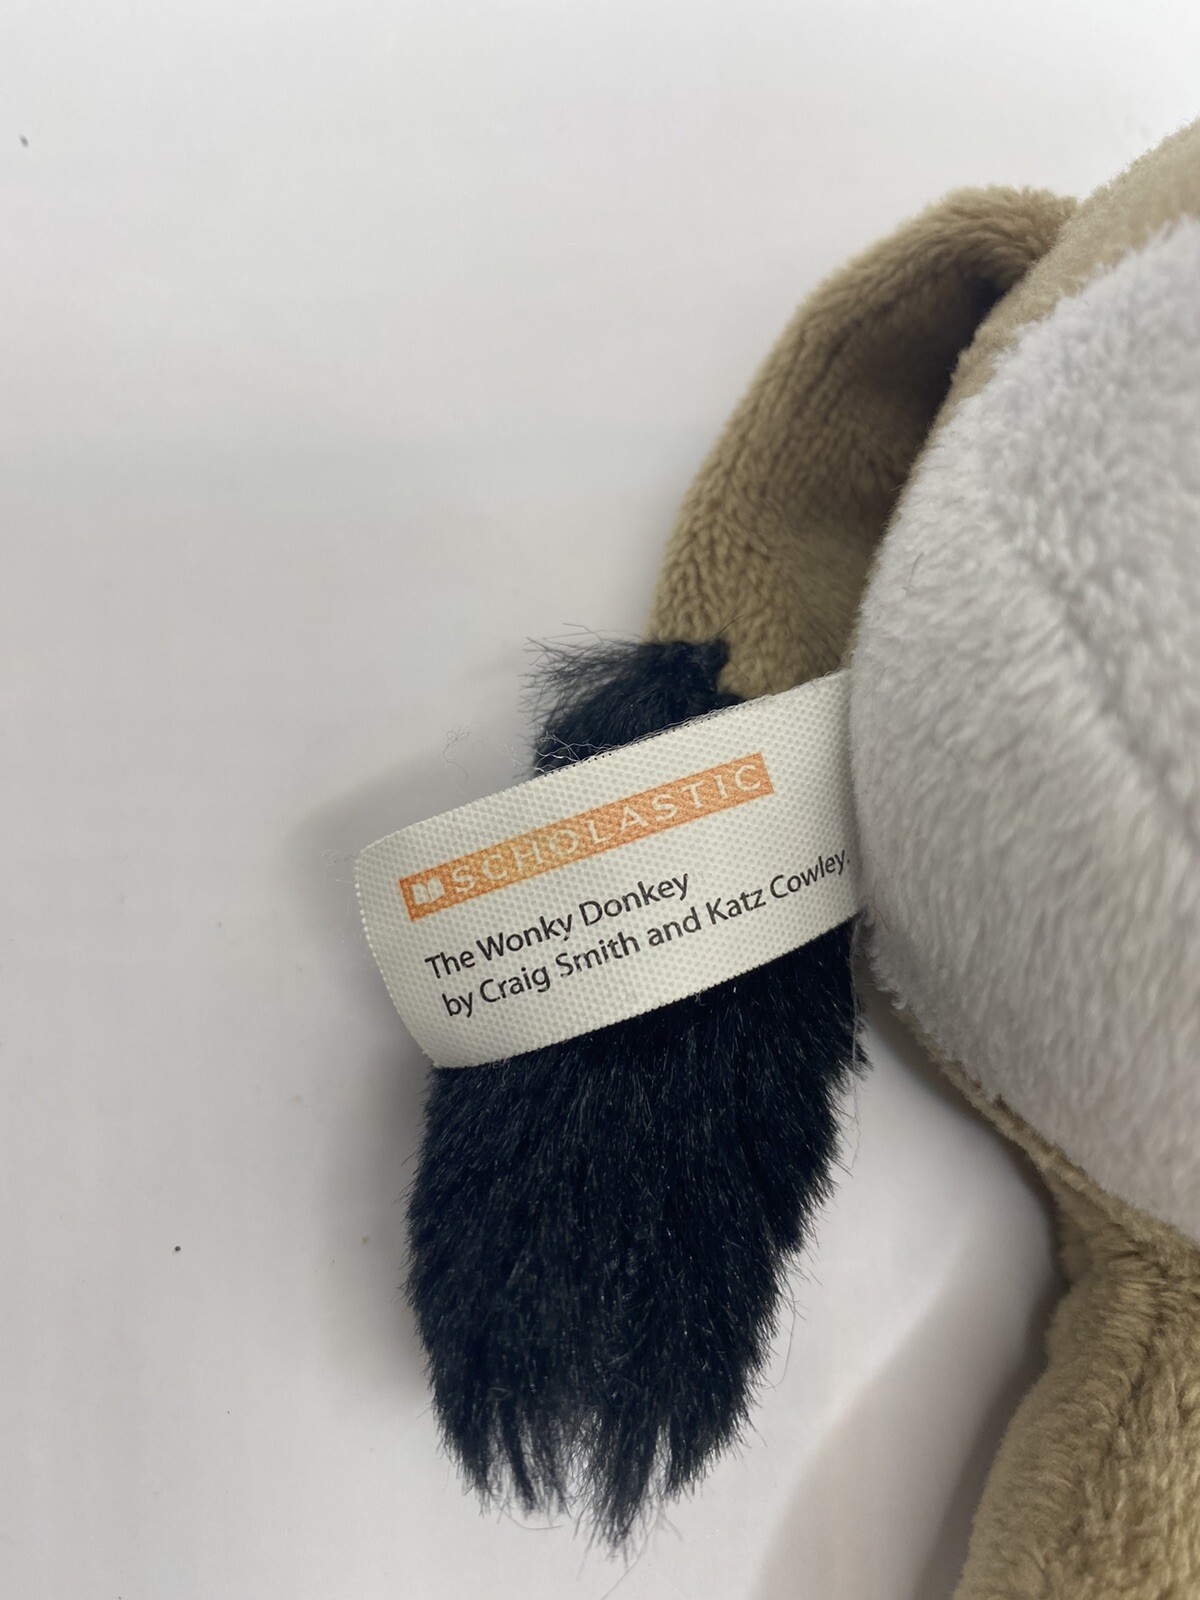 SCHOLASTIC
The Wonky Donkey
by Craig Smith and Katz Cowley.